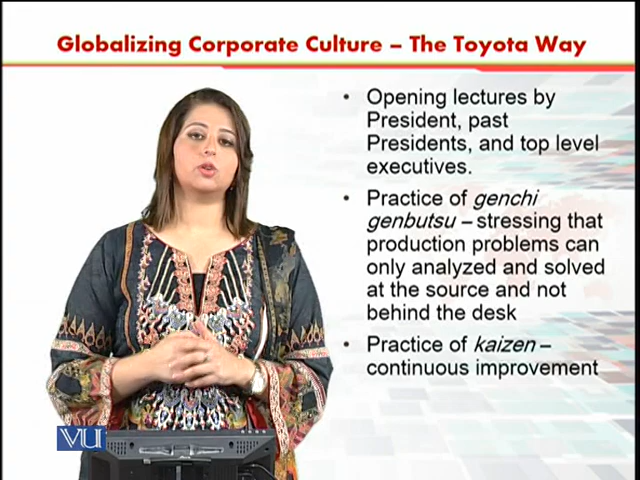 Globalizing Corporate Culture – The Toyota Way
• Opening lectures by
President, past
Presidents, and top level
executives.
• Practice of genchi
genbutsu – stressing that
production problems can
only analyzed and solved
at the source and not
behind the desk
• Practice of kaizen –
continuous improvement
VU